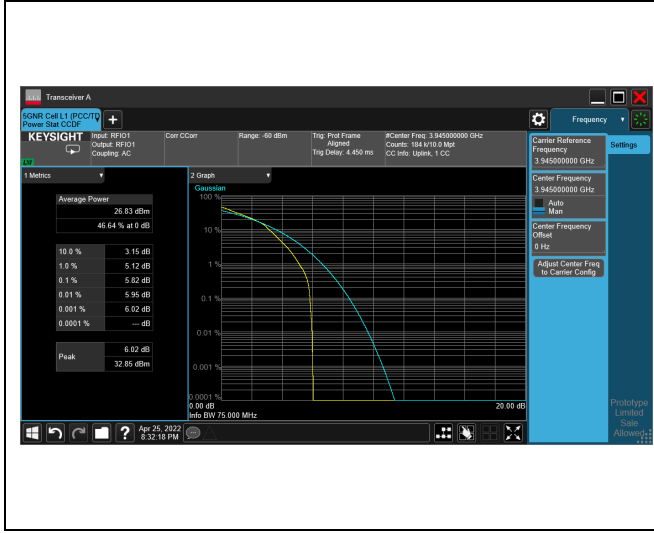 Transceiver A
5GNR Cell L1 (PCC/TD
Power Stat CCDF
Frequency
KEYSIGHT
Input: RFIO1
Output: RFIO1
Coupling: AC
Corr CCorr
Range: -60 dBm
Trig: Prot Frame
Aligned
Trig Delay: 4.450 ms
#Center Freq: 3.945000000 GHz
Counts: 184 k/10.0 Mpt
CC Info: Uplink, 1 CC
1 Metrics
Average Power
26.83 dBm
46.64 % at 0 dB
10.0 % 3.15 dB
1.0 % 5.12 dB
0.1 % 5.82 dB
0.01 % 5.95 dB
0.001 % 6.02 dB
0.0001 % --- dB
Peak
6.02 dB
32.85 dBm
2 Graph
Gaussian
100 %
10 %
1 %
0.1 %
0.01 %
0.001 %
0.0001 %
0.00 dB
20.00 dB
Info BW 75.000 MHz
Carrier Reference
Frequency
3.945000000 GHz
Settings
Center Frequency
3.945000000 GHz
Auto
Man
Center Frequency
Offset
0 Hz
Adjust Center Freq
to Carrier Config
Prototype
Limited
Sale
Allowed
?
Apr 25, 2022
8:32:18 PM